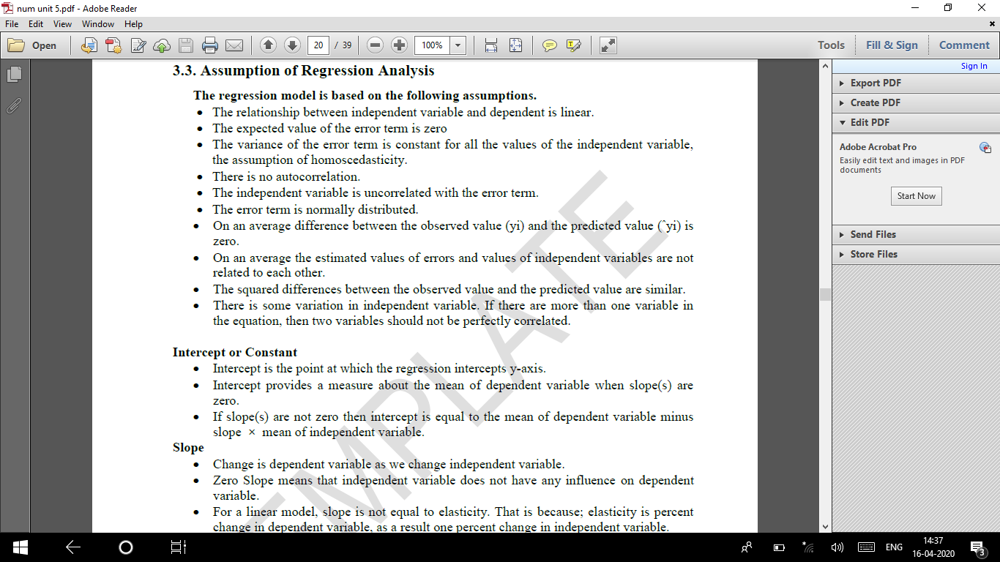 num unit 5.pdf - Adobe Reader
File Edit View Window Help
Open 20 / 39 100% Tools Fill & Sign Comment
Sign In
Export PDF
Create PDF
Edit PDF
Adobe Acrobat Pro
Easily edit text and images in PDF
documents
Start Now
Send Files
Store Files
3.3. Assumption of Regression Analysis
The regression model is based on the following assumptions.
• The relationship between independent variable and dependent is linear.
• The expected value of the error term is zero
• The variance of the error term is constant for all the values of the independent variable,
the assumption of homoscedasticity.
• There is no autocorrelation.
• The independent variable is uncorrelated with the error term.
• The error term is normally distributed.
• On an average difference between the observed value (yi) and the predicted value (ˆyi) is
zero.
• On an average the estimated values of errors and values of independent variables are not
related to each other.
• The squared differences between the observed value and the predicted value are similar.
• There is some variation in independent variable. If there are more than one variable in
the equation, then two variables should not be perfectly correlated.
Intercept or Constant
• Intercept is the point at which the regression intercepts y-axis.
• Intercept provides a measure about the mean of dependent variable when slope(s) are
zero.
• If slope(s) are not zero then intercept is equal to the mean of dependent variable minus
slope × mean of independent variable.
Slope
• Change is dependent variable as we change independent variable.
• Zero Slope means that independent variable does not have any influence on dependent
variable.
• For a linear model, slope is not equal to elasticity. That is because; elasticity is percent
change in dependent variable, as a result one percent change in independent variable.
EMPLATE
ENG
14:37
16-04-2020
3